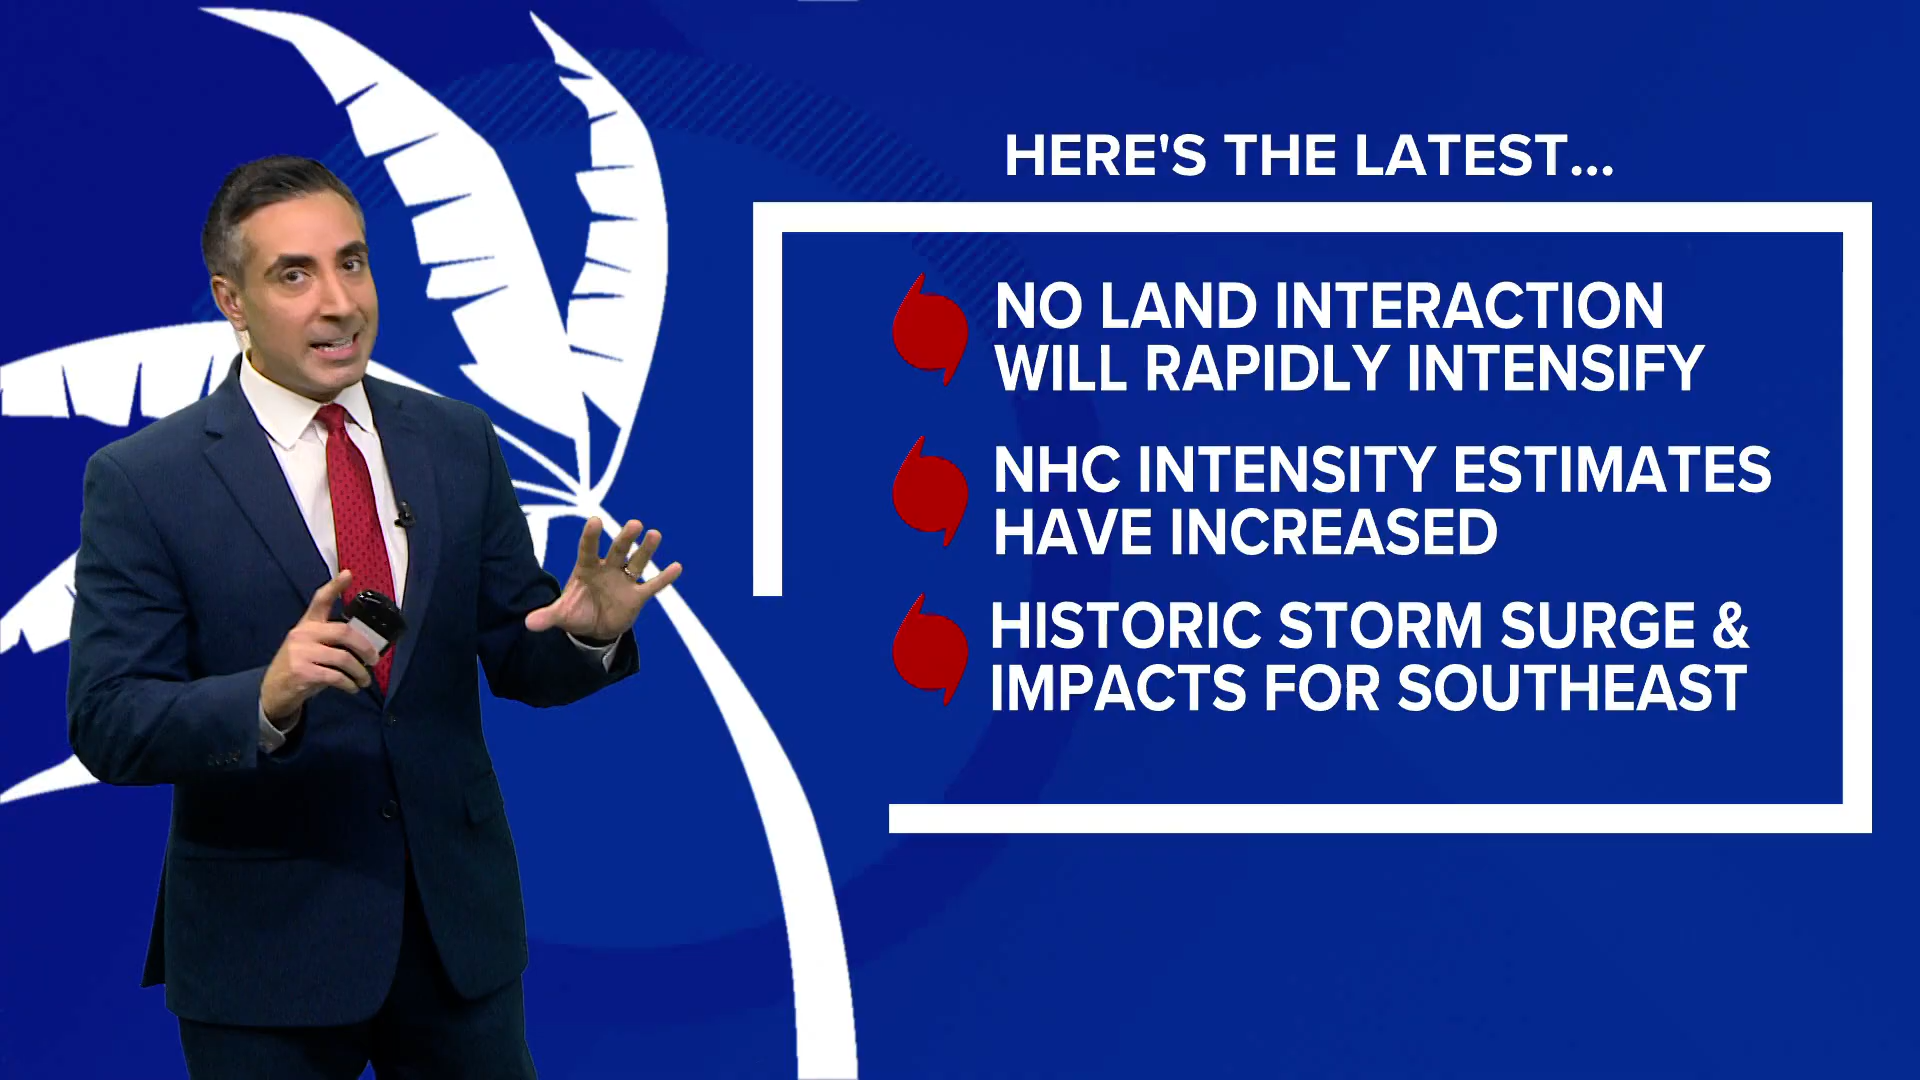 HERE'S THE LATEST...
NO LAND INTERACTION
WILL RAPIDLY INTENSIFY
NHC INTENSITY ESTIMATES
HAVE INCREASED
HISTORIC STORM SURGE &
IMPACTS FOR SOUTHEAST